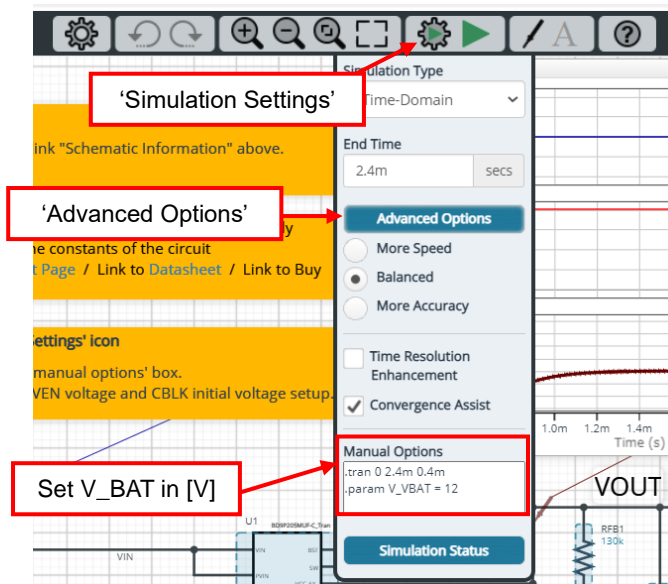 A
?
Simulation Type
'Simulation Settings'
Time-Domain
ink "Schematic Information" above.
End Time
2.4m
secs
'Advanced Options'
Advanced Options
y
e constants of the circuit
t Page / Link to Datasheet / Link to Buy
More Speed
Balanced
More Accuracy
ettings' icon
manual options' box.
VEN voltage and CBLK initial voltage setup.
Time Resolution
Enhancement
Convergence Assist
1.0m 1.2m 1.4m
Time (s)
Manual Options
.tran 0 2.4m 0.4m
.param V_VBAT = 12
Set V_BAT in [V]
VOUT
U1
BD9P205MUF-C_Tran
RFB1
130k
VIN
VIN
BST
SW
PVIN
Simulation Status